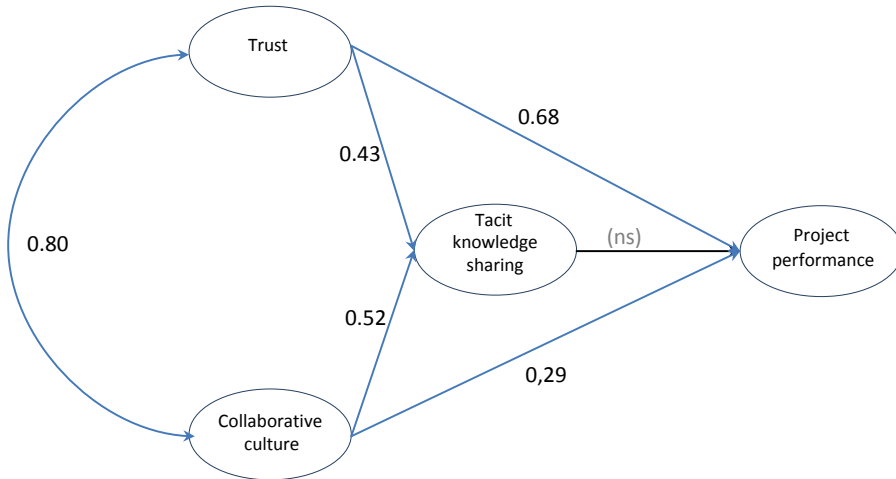 Trust
0.68
0.43
0.80
Tacit
knowledge
sharing
(ns)
Project
performance
0.52
0,29
Collaborative
culture